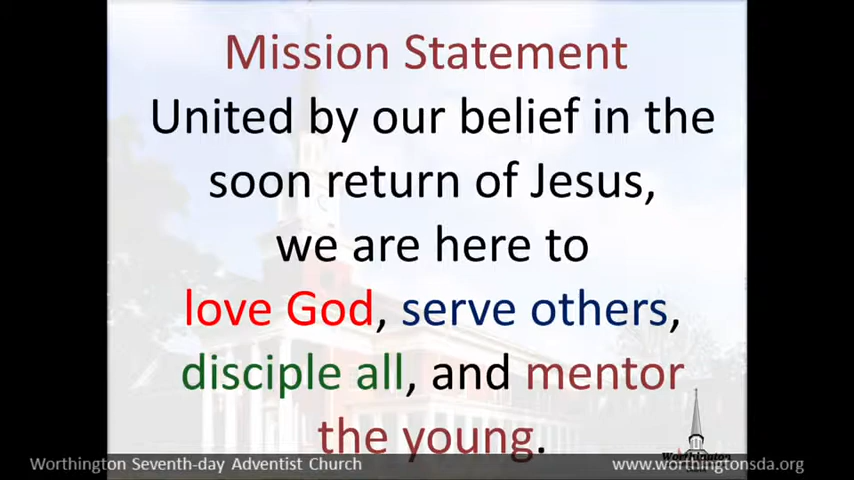 Mission Statement
United by our belief in the
soon return of Jesus,
we are here to
love God, serve others,
disciple all, and mentor
the young.
Worthington
Worthington Seventh-day Adventist Church
www.worthingtonsda.org